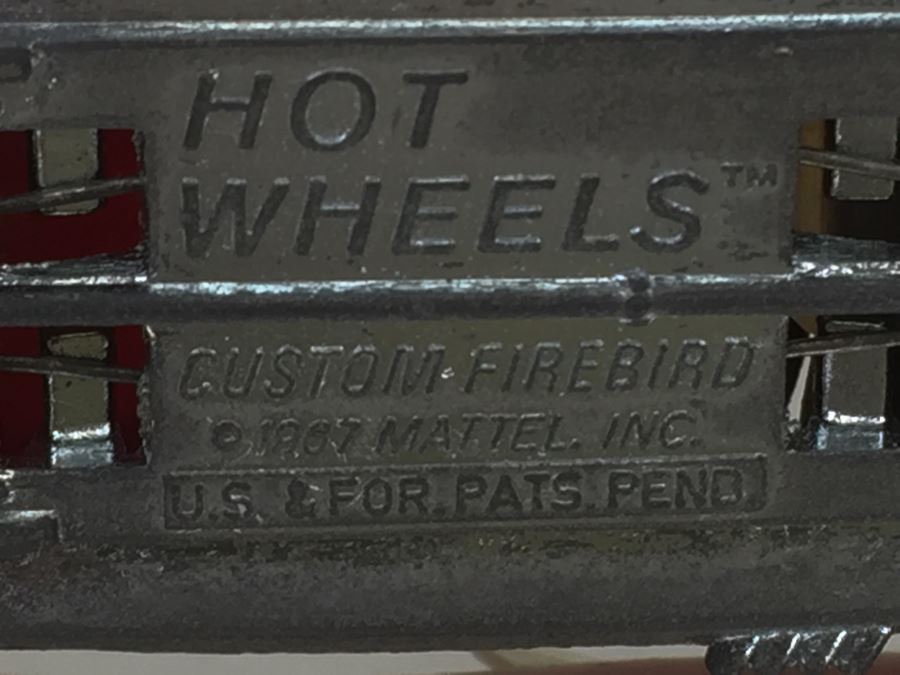 HOT
WHEELS™
CUSTOM FIREBIRD
© 1967 MATTEL, INC.
U.S. & FOR. PATS. PEND.